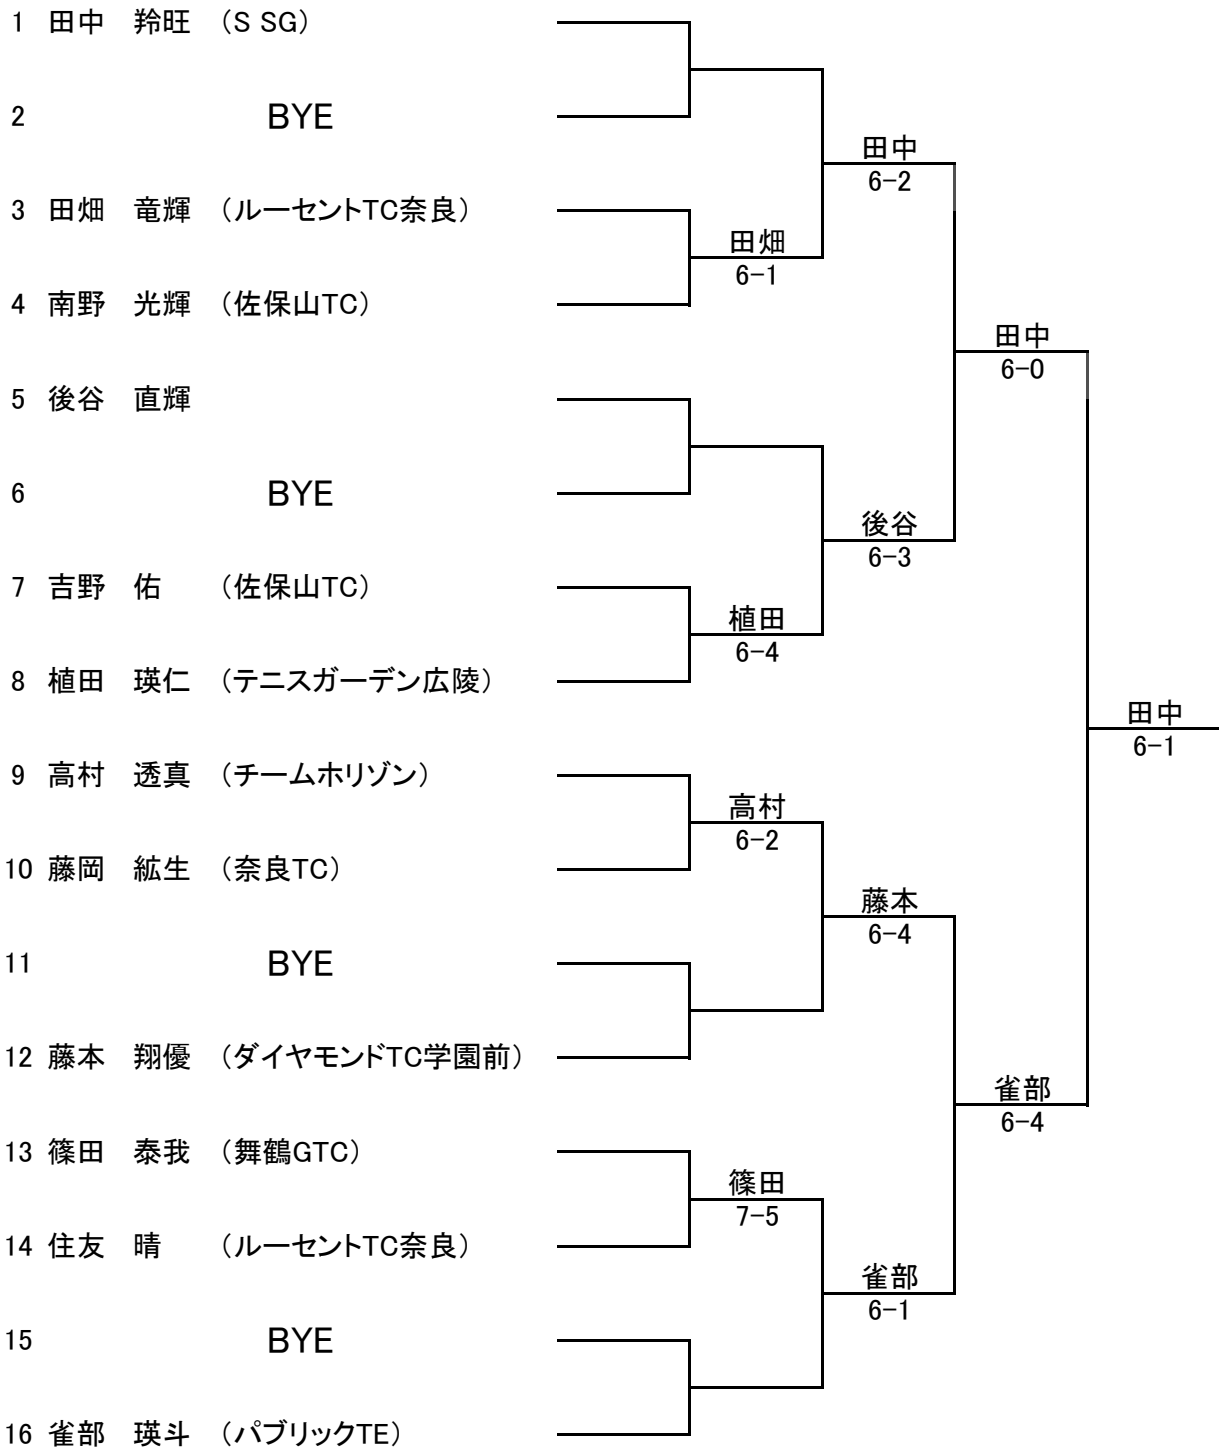 1 田中 羚旺 （S SG）
2 BYE
田中
6-2
3 田畑 竜輝 （ルーセントTC奈良）
田畑
6-1
4 南野 光輝 （佐保山TC）
田中
6-0
5 後谷 直輝
6 BYE
後谷
6-3
7 吉野 佑 （佐保山TC）
植田
6-4
8 植田 瑛仁 （テニスガーデン広陵）
田中
6-1
9 高村 透真 （チームホリゾン）
高村
6-2
10 藤岡 紘生 （奈良TC）
藤本
6-4
11 BYE
12 藤本 翔優 （ダイヤモンドTC学園前）
雀部
6-4
13 篠田 泰我 （舞鶴GTC）
篠田
7-5
14 住友 晴 （ルーセントTC奈良）
雀部
6-1
15 BYE
16 雀部 瑛斗 （パブリックTE）